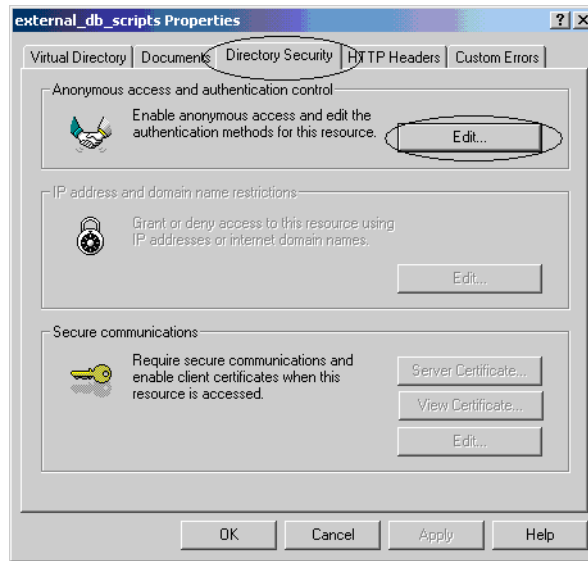 external_db_scripts Properties
Virtual Directory Documents Directory Security HTTP Headers Custom Errors
Anonymous access and authentication control
Enable anonymous access and edit the
authentication methods for this resource.
Edit...
IP address and domain name restrictions
Grant or deny access to this resource using
IP addresses or internet domain names.
Edit...
Secure communications
Require secure communications and
enable client certificates when this
resource is accessed.
Server Certificate...
View Certificate...
Edit...
OK Cancel Apply Help